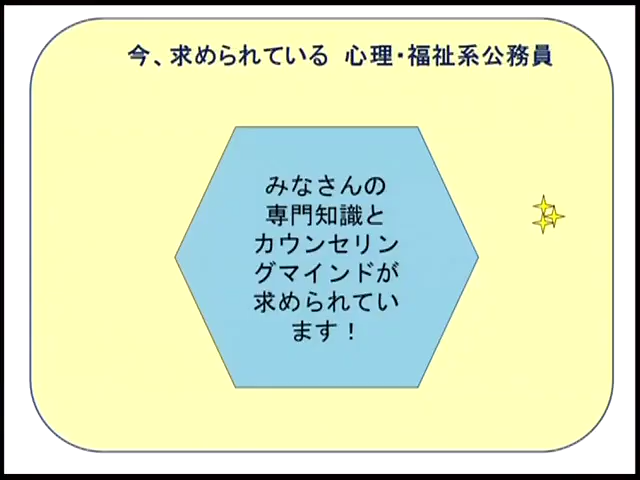 今、求められている 心理・福祉系公務員
みなさんの
専門知識と
カウンセリン
グマインドが
求められてい
ます！